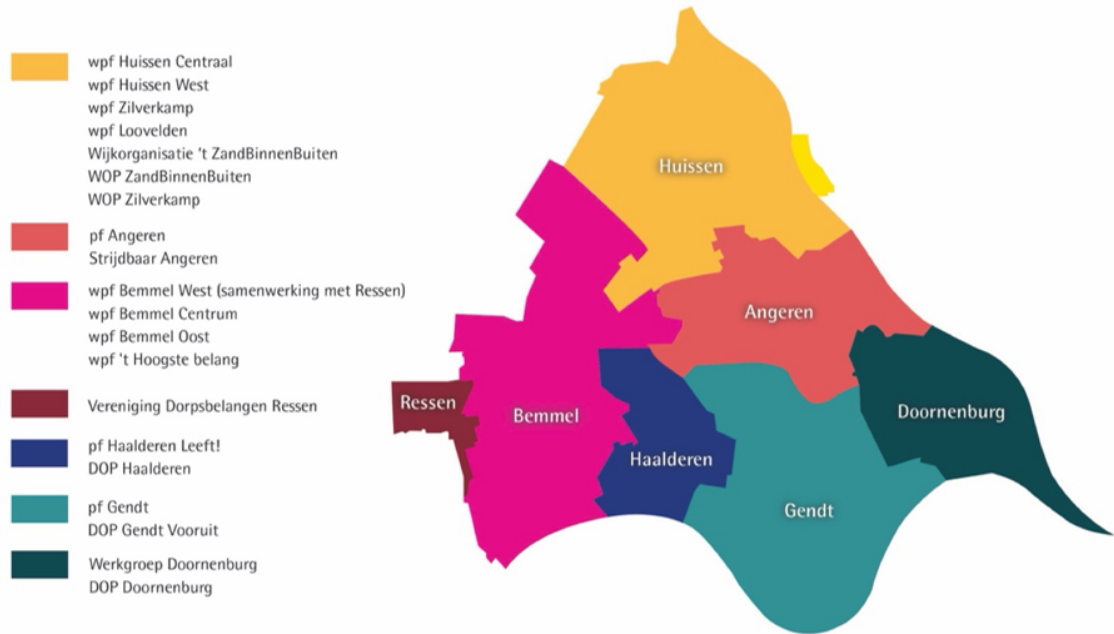 wpf Huissen Centraal
wpf Huissen West
wpf Zilverkamp
wpf Loovelden
Wijkorganisatie 't ZandBinnenBuiten
WOP ZandBinnenBuiten
WOP Zilverkamp
pf Angeren
Strijdbaar Angeren
wpf Bemmel West (samenwerking met Ressen)
wpf Bemmel Centrum
wpf Bemmel Oost
wpf 't Hoogste belang
Vereniging Dorpsbelangen Ressen
pf Haalderen Leeft!
DOP Haalderen
pf Gendt
DOP Gendt Vooruit
Werkgroep Doornenburg
DOP Doornenburg
Huissen
Angeren
Ressen
Bemmel
Doornenburg
Haalderen
Gendt